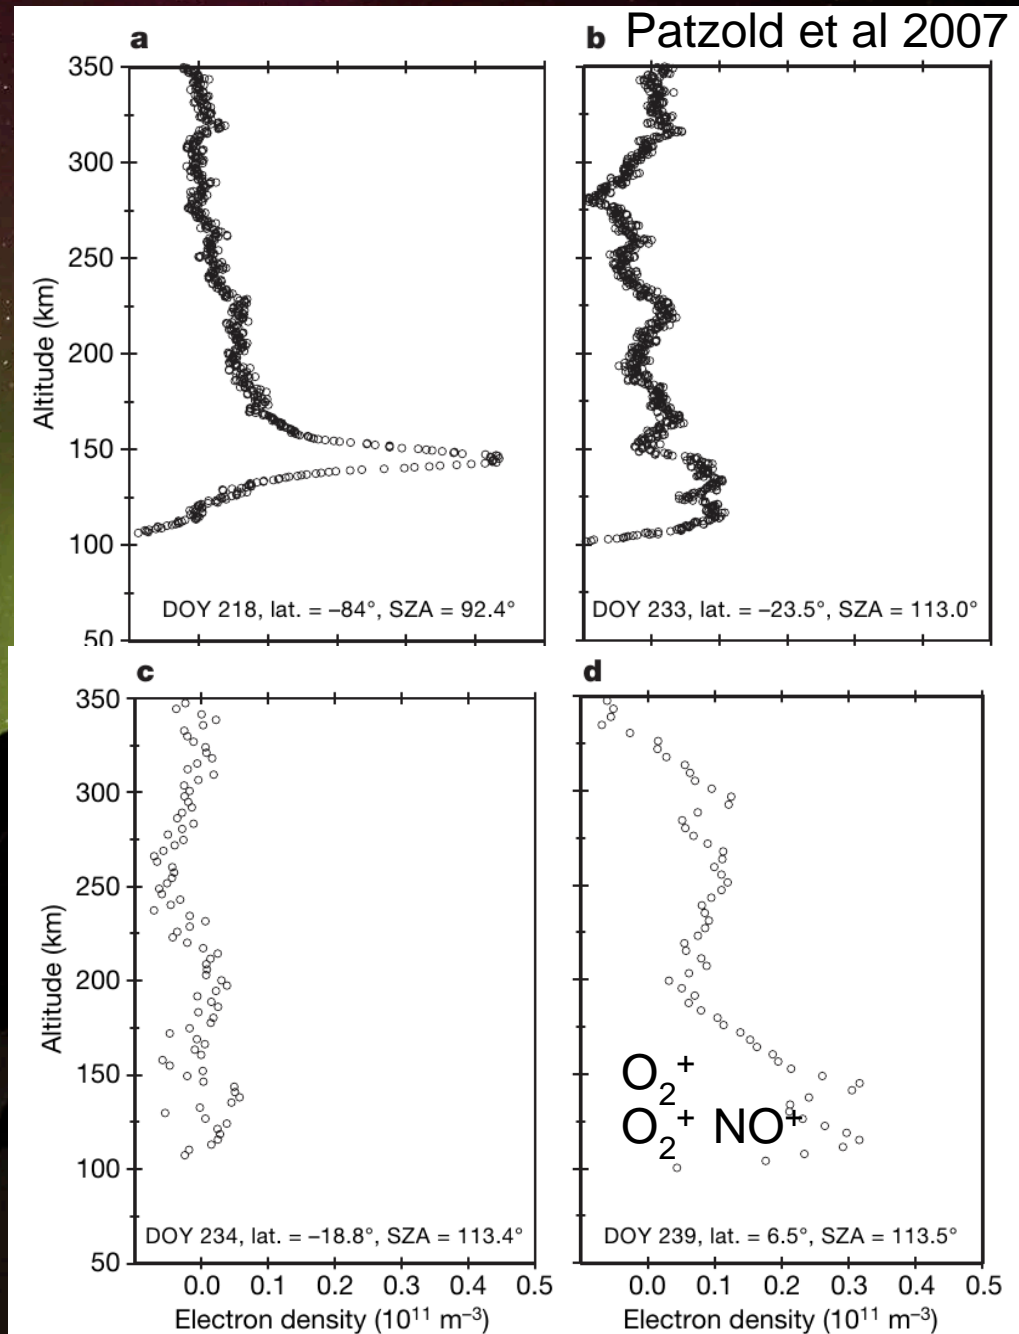 a
b Patzold et al 2007
350
300
250
200
150
100
50
Altitude (km)
DOY 218, lat. = –84°, SZA = 92.4°
DOY 233, lat. = –23.5°, SZA = 113.0°
c
d
350
300
250
200
150
100
50
Altitude (km)
O₂⁺
O₂⁺ NO⁺
DOY 234, lat. = –18.8°, SZA = 113.4°
DOY 239, lat. = 6.5°, SZA = 113.5°
0.0 0.1 0.2 0.3 0.4 0.5
0.0 0.1 0.2 0.3 0.4 0.5
Electron density (10¹¹ m⁻³)
Electron density (10¹¹ m⁻³)